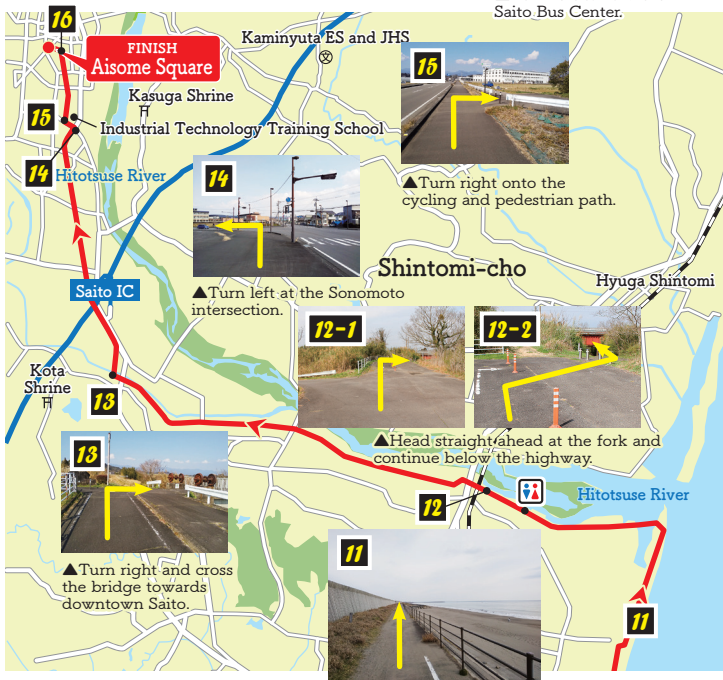 Saito Bus Center.
16
FINISH
Aisome Square
Kaminyuta ES and JHS
文
15
Kasuga Shrine
15
Industrial Technology Training School
14
Hitotsuse River
14
▲Turn right onto the
cycling and pedestrian path.
Shintomi-cho
Hyuga Shintomi
Saito IC
▲Turn left at the Sonomoto
intersection.
12-1
12-2
Kota
Shrine
13
▲Head straight ahead at the fork and
continue below the highway.
13
12
Hitotsuse River
▲Turn right and cross
the bridge towards
downtown Saito.
11
11